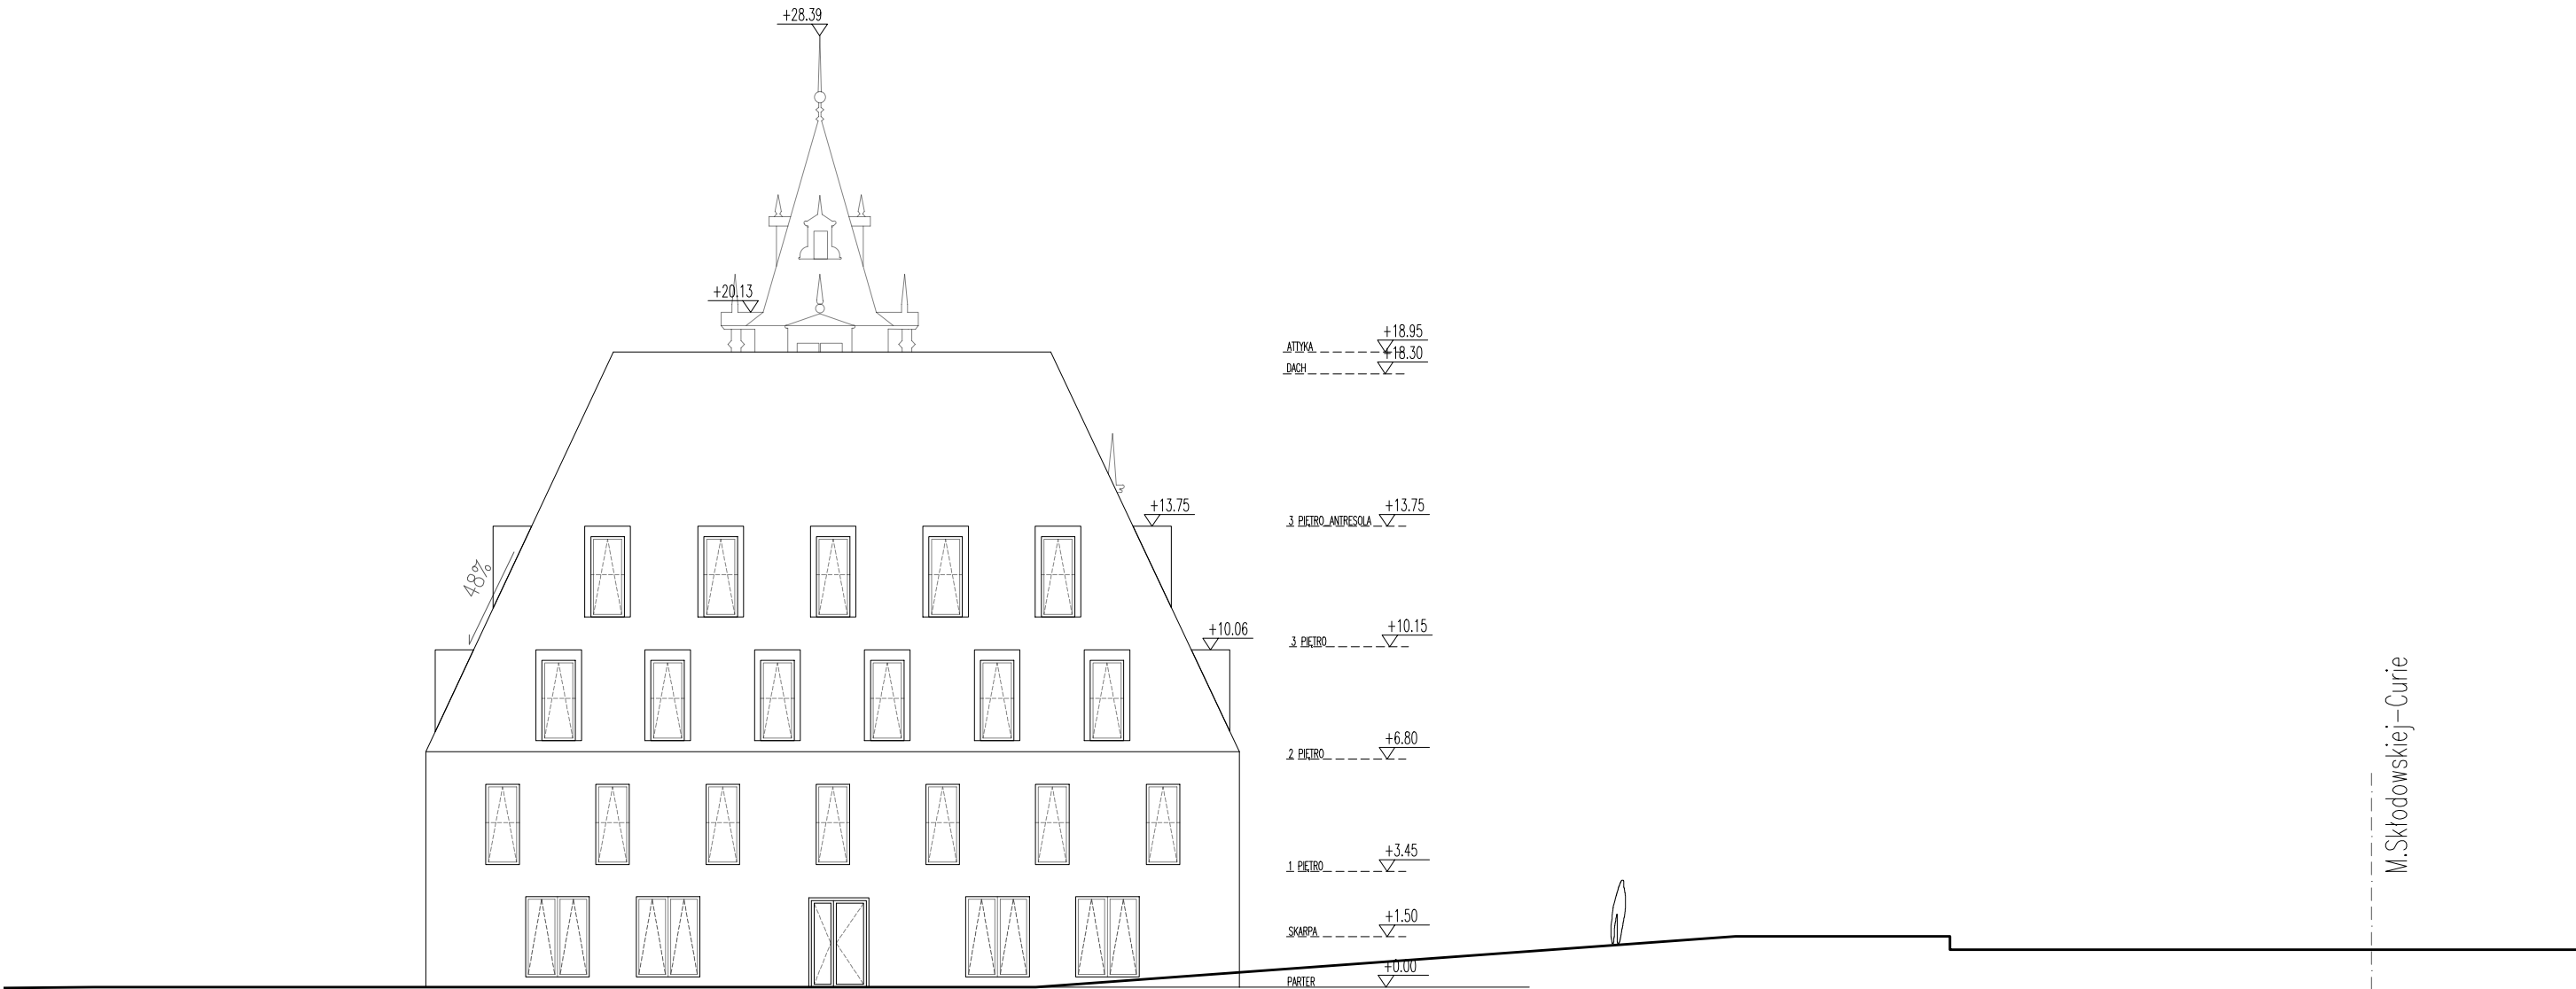 +28.39
+20.13
ATTYKA +18.95
DACH +18.30
+13.75
3 PIĘTRO ANTRESOLA +13.75
48%
+10.06
3 PIĘTRO +10.15
2 PIĘTRO +6.80
1 PIĘTRO +3.45
SKARPA +1.50
PARTER +0.00
M.Skłodowskiej-Curie